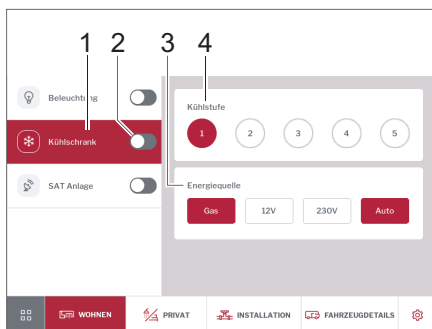 1 2 3 4
Beleuchtung
Kühlstufe
Kühlschrank
1 2 3 4 5
SAT Anlage
Energiequelle
Gas 12V 230V Auto
WOHNEN PRIVAT INSTALLATION FAHRZEUGDETAILS